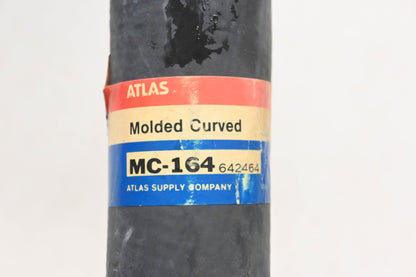 ATLAS
Molded Curved
MC-164 642464
ATLAS SUPPLY COMPANY